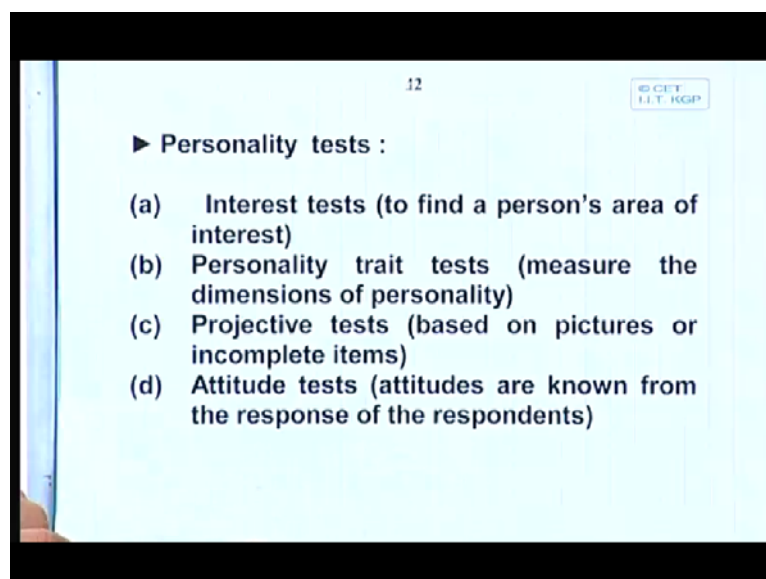 12
© CET
I.I.T. KGP
► Personality tests :
(a) Interest tests (to find a person's area of
interest)
(b) Personality trait tests (measure the
dimensions of personality)
(c) Projective tests (based on pictures or
incomplete items)
(d) Attitude tests (attitudes are known from
the response of the respondents)